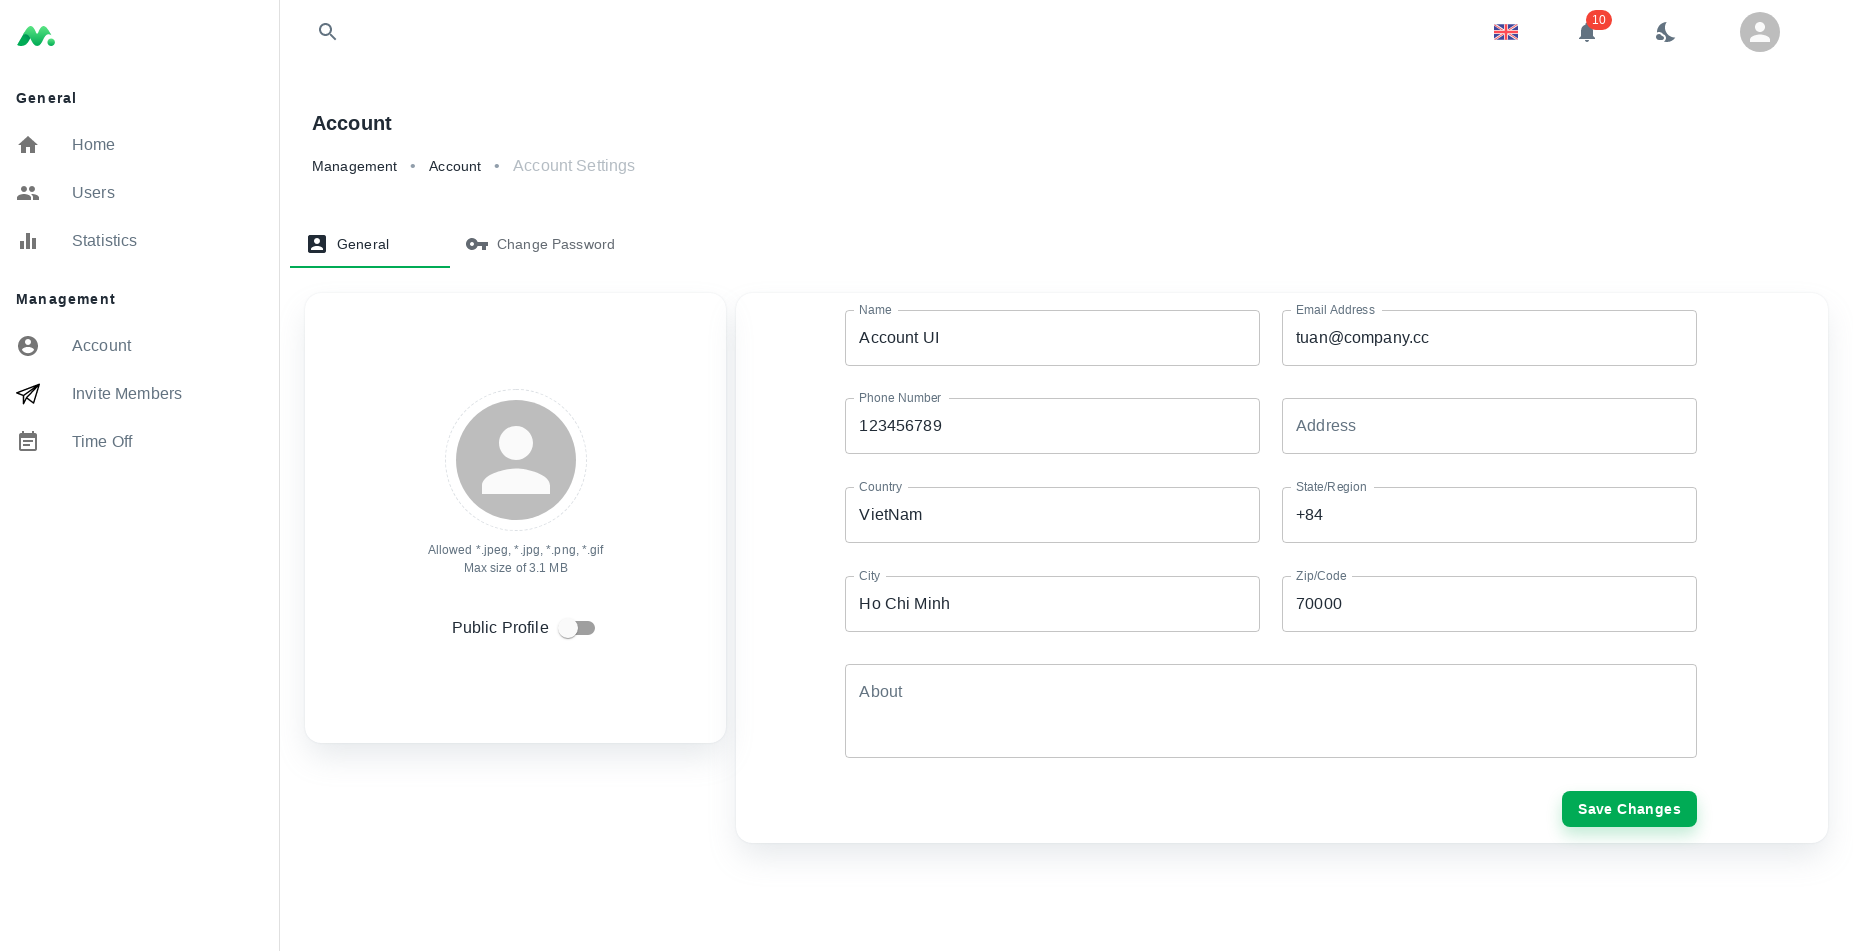 10
General
Home
Users
Statistics
Management
Account
Invite Members
Time Off
Account
Management • Account • Account Settings
General
Change Password
Allowed *.jpeg, *.jpg, *.png, *.gif
Max size of 3.1 MB
Public Profile
Name
Account UI
Email Address
tuan@company.cc
Phone Number
123456789
Address
Country
VietNam
State/Region
+84
City
Ho Chi Minh
Zip/Code
70000
About
Save Changes